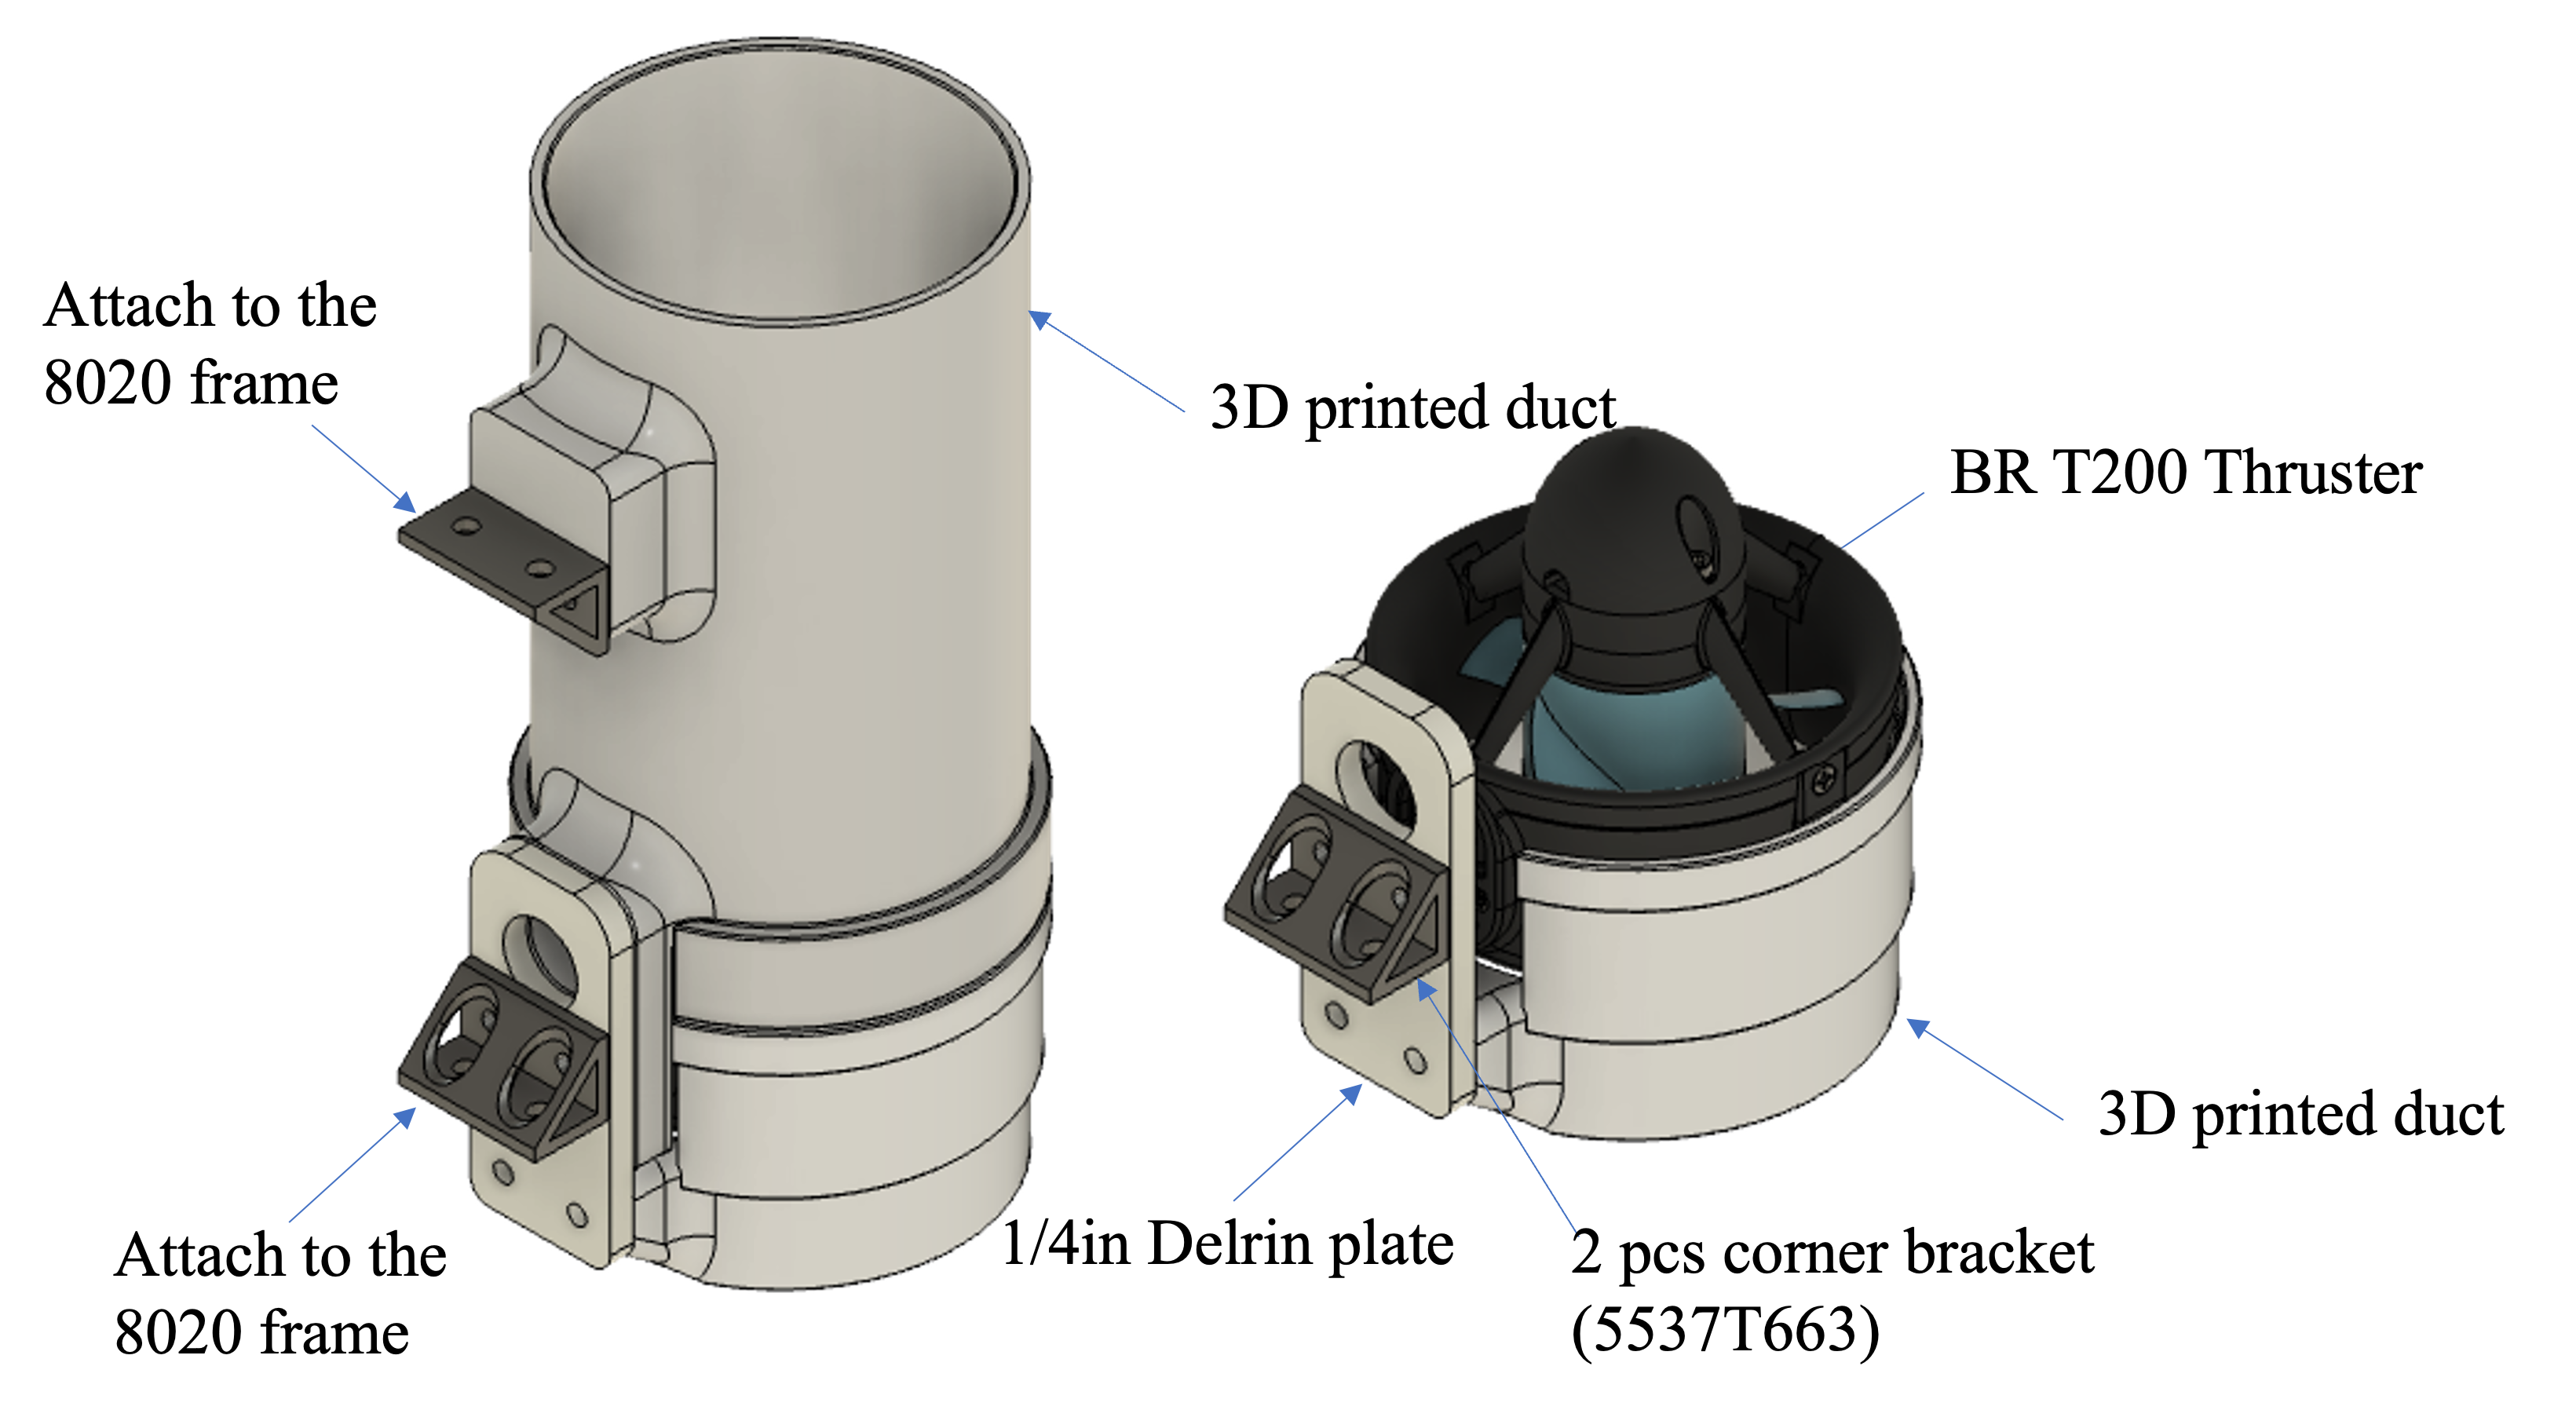 Attach to the
8020 frame
3D printed duct
BR T200 Thruster
3D printed duct
1/4in Delrin plate
2 pcs corner bracket
(5537T663)
Attach to the
8020 frame